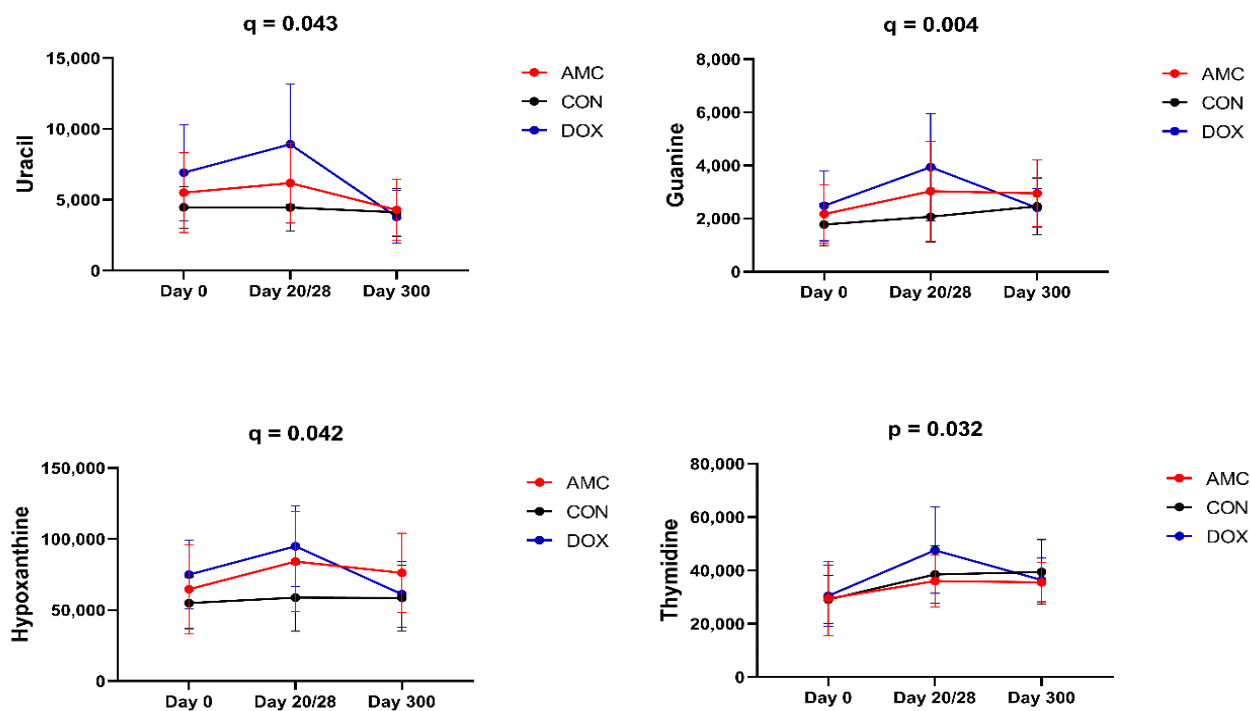 q = 0.043
15,000
10,000
5,000
0
Uracil
Day 0 Day 20/28 Day 300
AMC
CON
DOX
q = 0.004
8,000
6,000
4,000
2,000
0
Guanine
Day 0 Day 20/28 Day 300
AMC
CON
DOX
q = 0.042
150,000
100,000
50,000
0
Hypoxanthine
Day 0 Day 20/28 Day 300
AMC
CON
DOX
p = 0.032
80,000
60,000
40,000
20,000
0
Thymidine
Day 0 Day 20/28 Day 300
AMC
CON
DOX